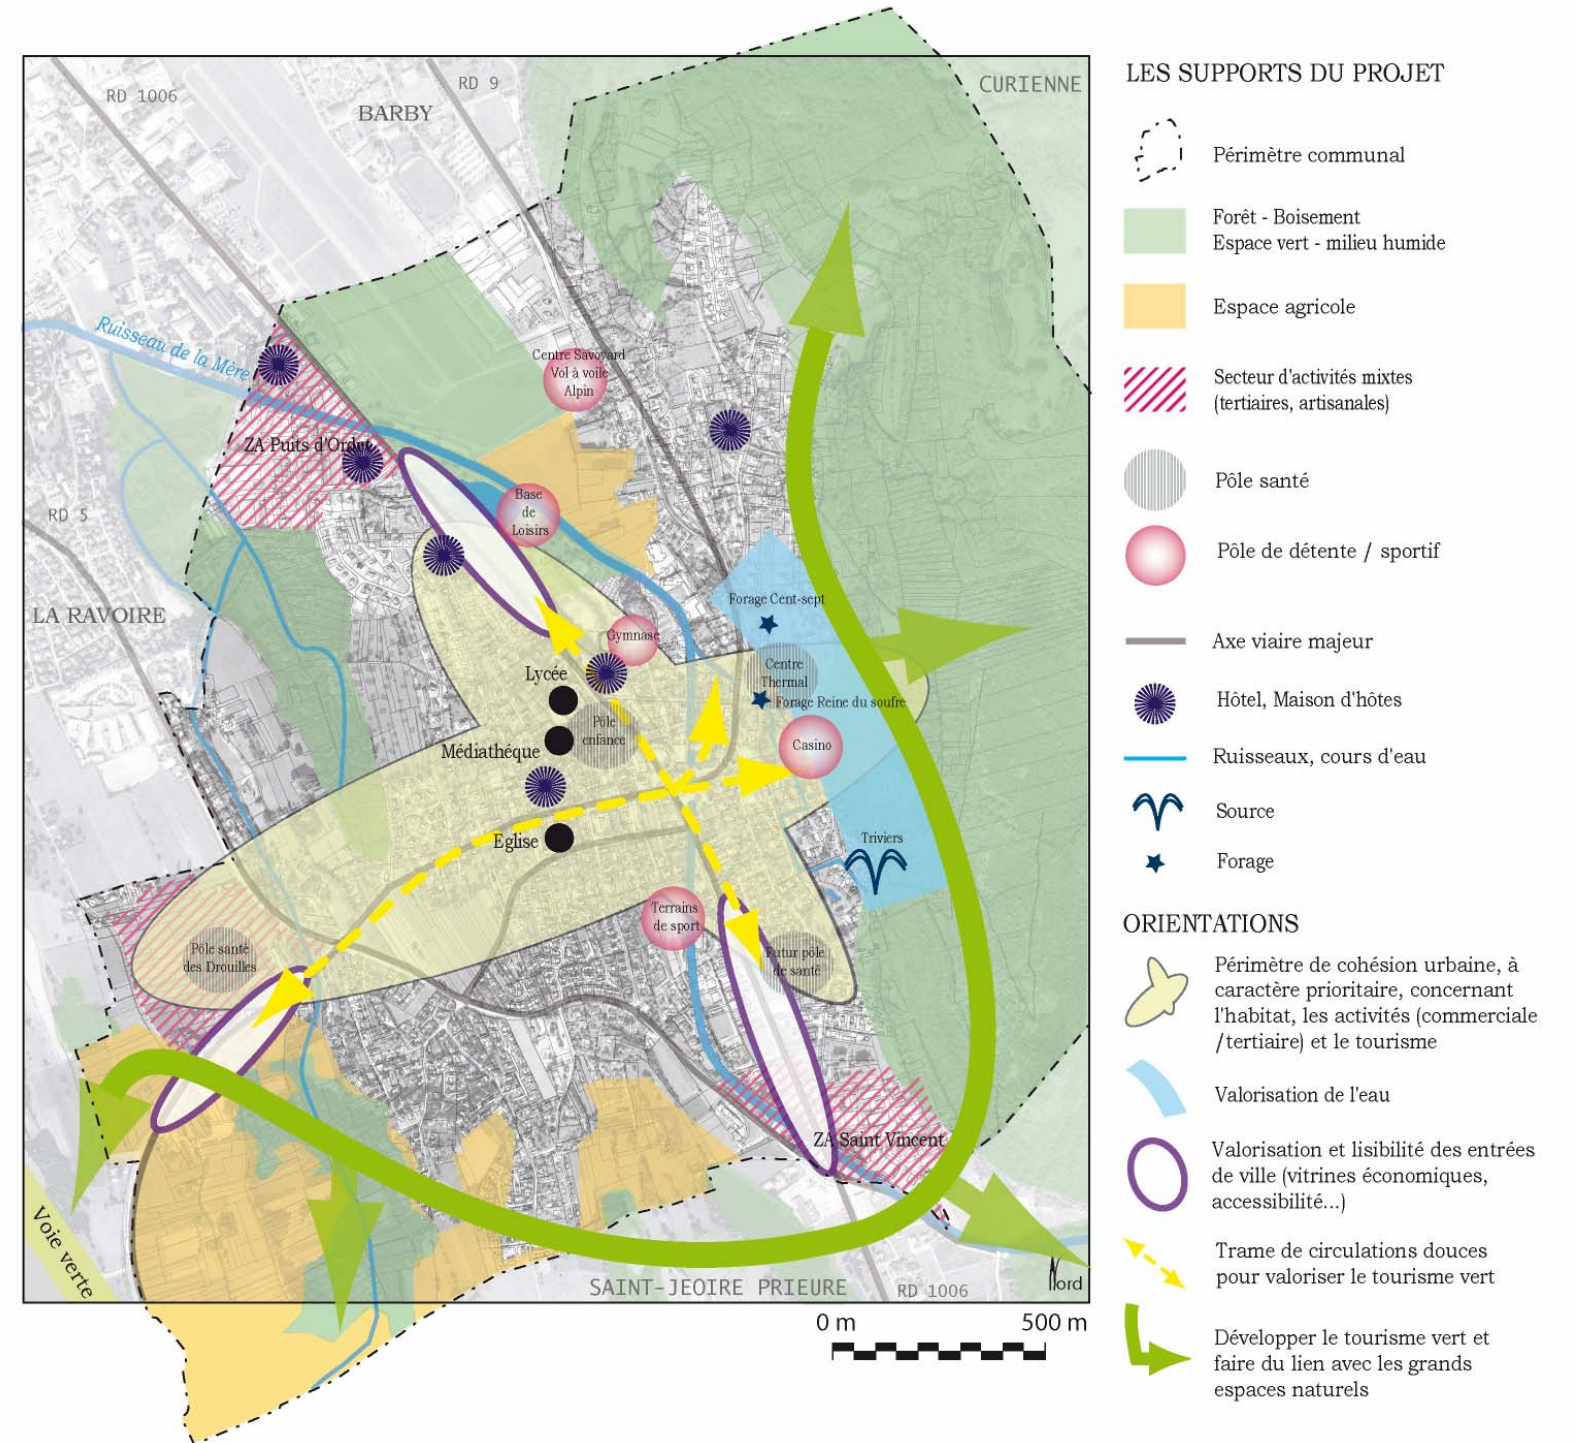 RD 1006
RD 9
BARBY
CURIENNE
Ruisseau de la Mère
Centre Savoyard
Vol à voile
Alpin
ZA Puits d'Ordet
RD 5
Base
de
Loisirs
LA RAVOIRE
Forage Cent-sept
Gymnase
Lycée
Centre
Thermal
Forage Reine du soufre
Pôle
enfance
Médiathéque
Casino
Eglise
Triviers
Terrains
de sport
Pôle santé
des Drouilles
Futur pôle
de santé
ZA Saint Vincent
Voie verte
SAINT-JEOIRE PRIEURE
RD 1006
Nord
0 m
500 m
LES SUPPORTS DU PROJET
Périmètre communal
Forêt - Boisement
Espace vert - milieu humide
Espace agricole
Secteur d'activités mixtes
(tertiaires, artisanales)
Pôle santé
Pôle de détente / sportif
Axe viaire majeur
Hôtel, Maison d'hôtes
Ruisseaux, cours d'eau
Source
Forage
ORIENTATIONS
Périmètre de cohésion urbaine, à
caractère prioritaire, concernant
l'habitat, les activités (commerciale
/tertiaire) et le tourisme
Valorisation de l'eau
Valorisation et lisibilité des entrées
de ville (vitrines économiques,
accessibilité...)
Trame de circulations douces
pour valoriser le tourisme vert
Développer le tourisme vert et
faire du lien avec les grands
espaces naturels